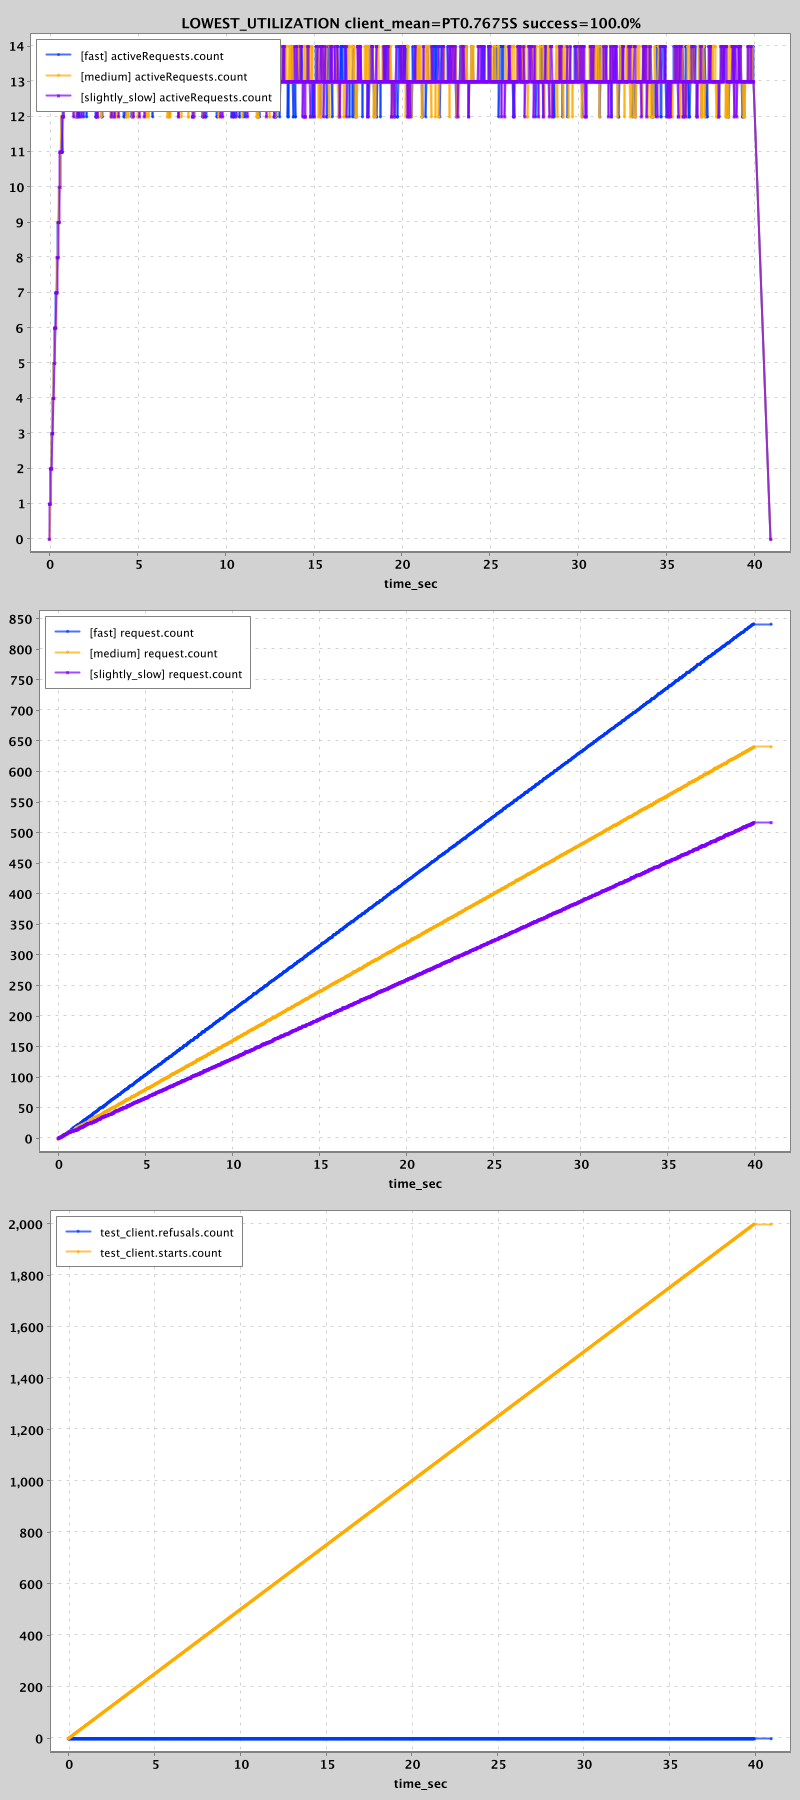 LOWEST_UTILIZATION client_mean=PT0.7675S success=100.0%
[fast] activeRequests.count
[medium] activeRequests.count
[slightly_slow] activeRequests.count
14
13
12
11
10
9
8
7
6
5
4
3
2
1
0
0 5 10 15 20 25 30 35 40
time_sec
[fast] request.count
[medium] request.count
[slightly_slow] request.count
850
800
750
700
650
600
550
500
450
400
350
300
250
200
150
100
50
0
0 5 10 15 20 25 30 35 40
time_sec
test_client.refusals.count
test_client.starts.count
2,000
1,800
1,600
1,400
1,200
1,000
800
600
400
200
0
0 5 10 15 20 25 30 35 40
time_sec